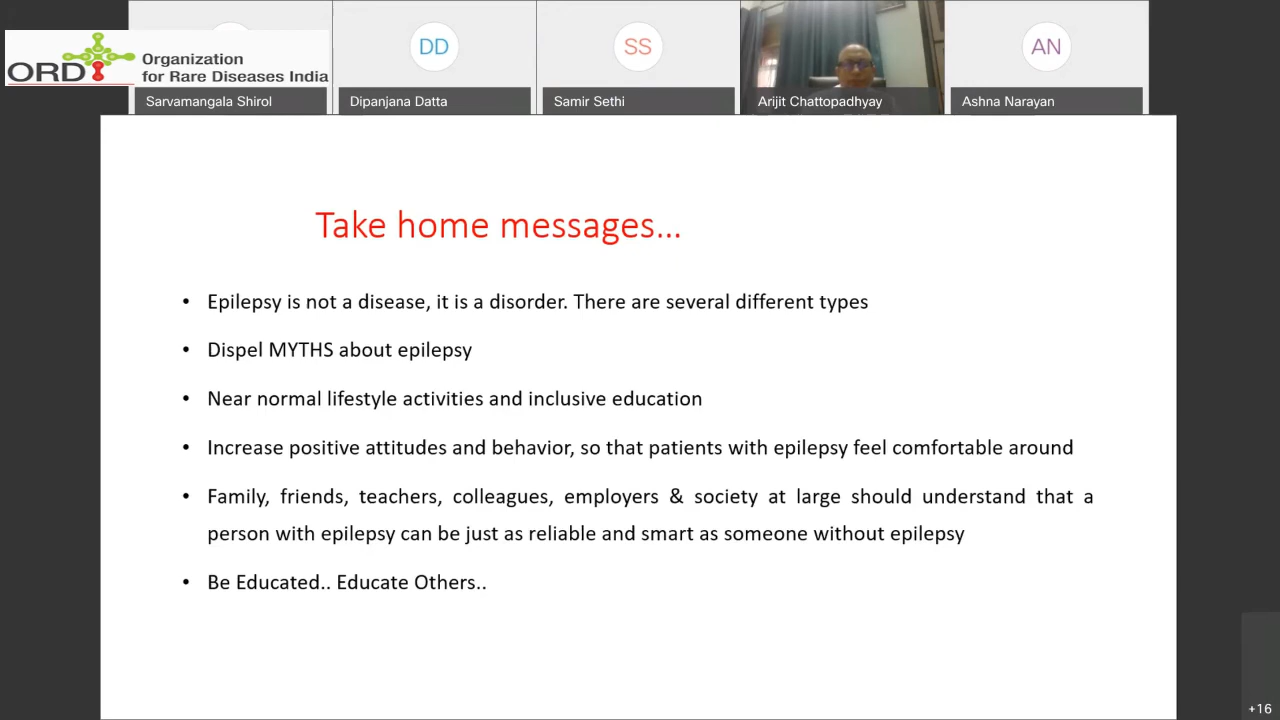 ORDI
Organization
for Rare Diseases India
DD
SS
AN
Sarvamangala Shirol
Dipanjana Datta
Samir Sethi
Arijit Chattopadhyay
Ashna Narayan
Take home messages...
• Epilepsy is not a disease, it is a disorder. There are several different types
• Dispel MYTHS about epilepsy
• Near normal lifestyle activities and inclusive education
• Increase positive attitudes and behavior, so that patients with epilepsy feel comfortable around
• Family, friends, teachers, colleagues, employers & society at large should understand that a
person with epilepsy can be just as reliable and smart as someone without epilepsy
• Be Educated.. Educate Others..
+16